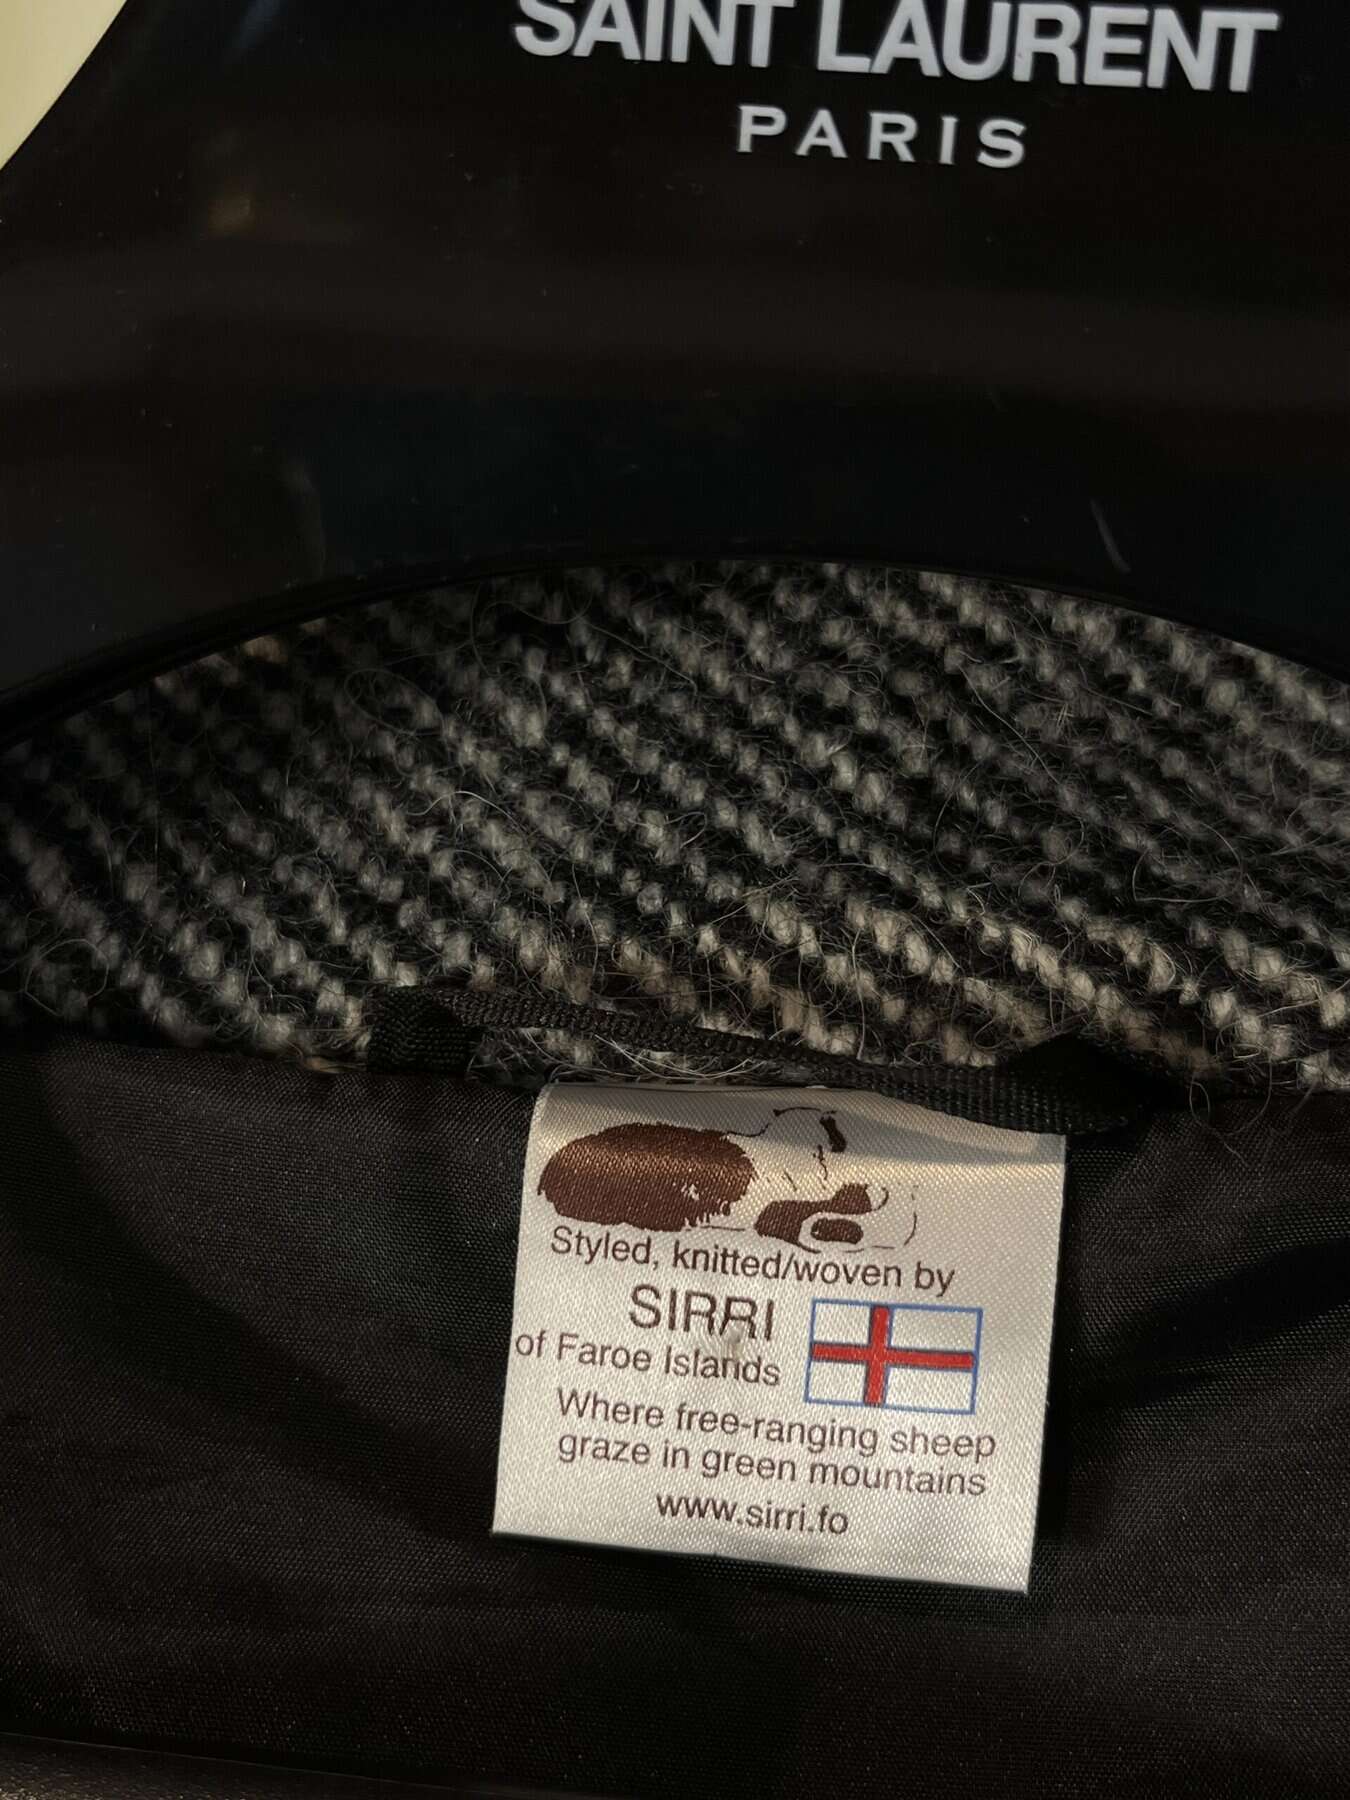 SAINT LAURENT
PARIS
Styled, knitted/woven by
SIRRI
of Faroe Islands
Where free-ranging sheep
graze in green mountains
www.sirri.fo